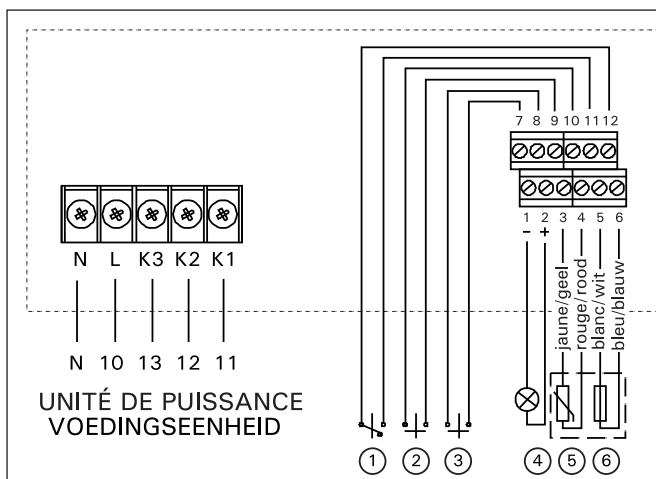 7 8 9 10 11 12
1 2 3 4 5 6
- +
jaune/geel
rouge/rood
blanc/wit
bleu/blauw
N L K3 K2 K1
N 10 13 12 11
UNITÉ DE PUISSANCE
VOEDINGSEENHEID
1 2 3 4 5 6